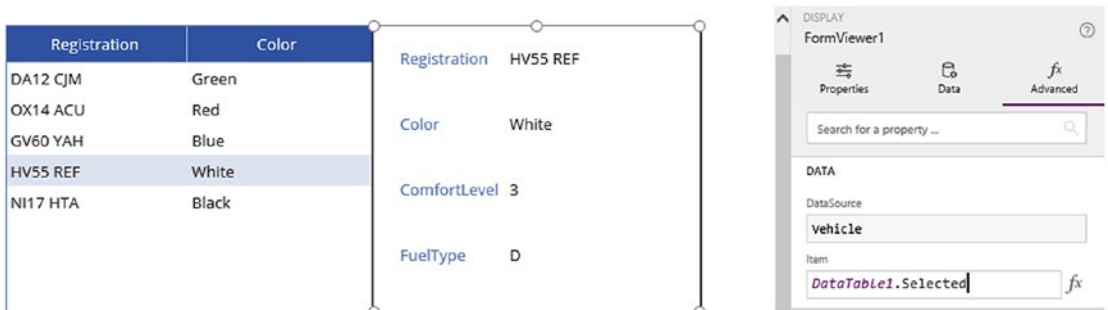 Registration Color
DA12 CJM Green
OX14 ACU Red
GV60 YAH Blue
HV55 REF White
NI17 HTA Black
Registration HV55 REF
Color White
ComfortLevel 3
FuelType D
DISPLAY
FormViewer1
Properties Data Advanced
Search for a property ...
DATA
DataSource
Vehicle
Item
DataTable1.Selected